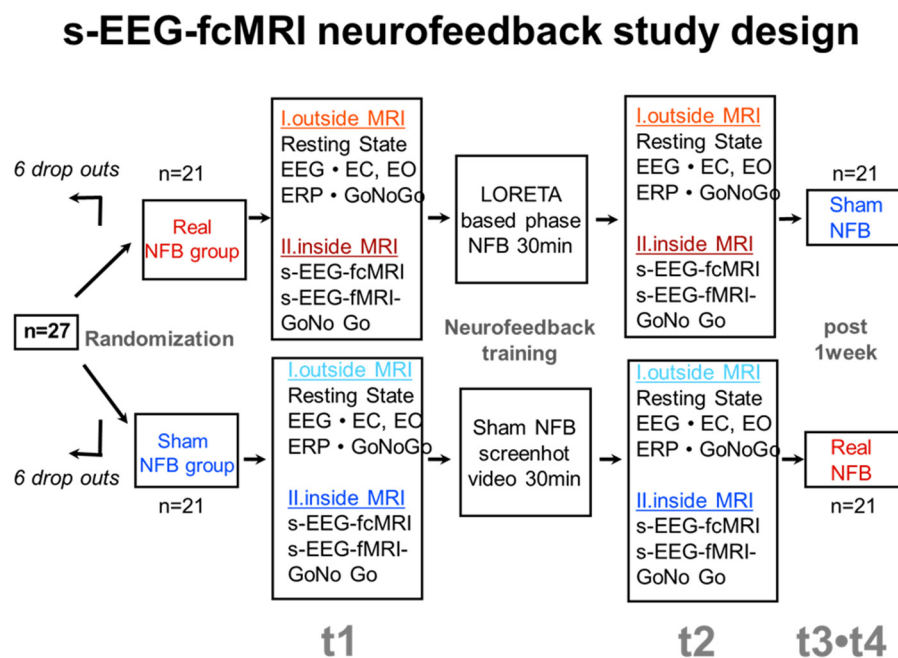 s-EEG-fcMRI neurofeedback study design
6 drop outs
n=21
Real
NFB group
I.outside MRI
Resting State
EEG • EC, EO
ERP • GoNoGo
II.inside MRI
s-EEG-fcMRI
s-EEG-fMRI-
GoNo Go
LORETA
based phase
NFB 30min
I.outside MRI
Resting State
EEG • EC, EO
ERP • GoNoGo
II.inside MRI
s-EEG-fcMRI
s-EEG-fMRI-
GoNo Go
n=21
Sham
NFB
n=27
Randomization
Neurofeedback
training
post
1week
6 drop outs
Sham
NFB group
n=21
I.outside MRI
Resting State
EEG • EC, EO
ERP • GoNoGo
II.inside MRI
s-EEG-fcMRI
s-EEG-fMRI-
GoNo Go
Sham NFB
screenhot
video 30min
I.outside MRI
Resting State
EEG • EC, EO
ERP • GoNoGo
II.inside MRI
s-EEG-fcMRI
s-EEG-fMRI-
GoNo Go
Real
NFB
n=21
t1
t2
t3•t4